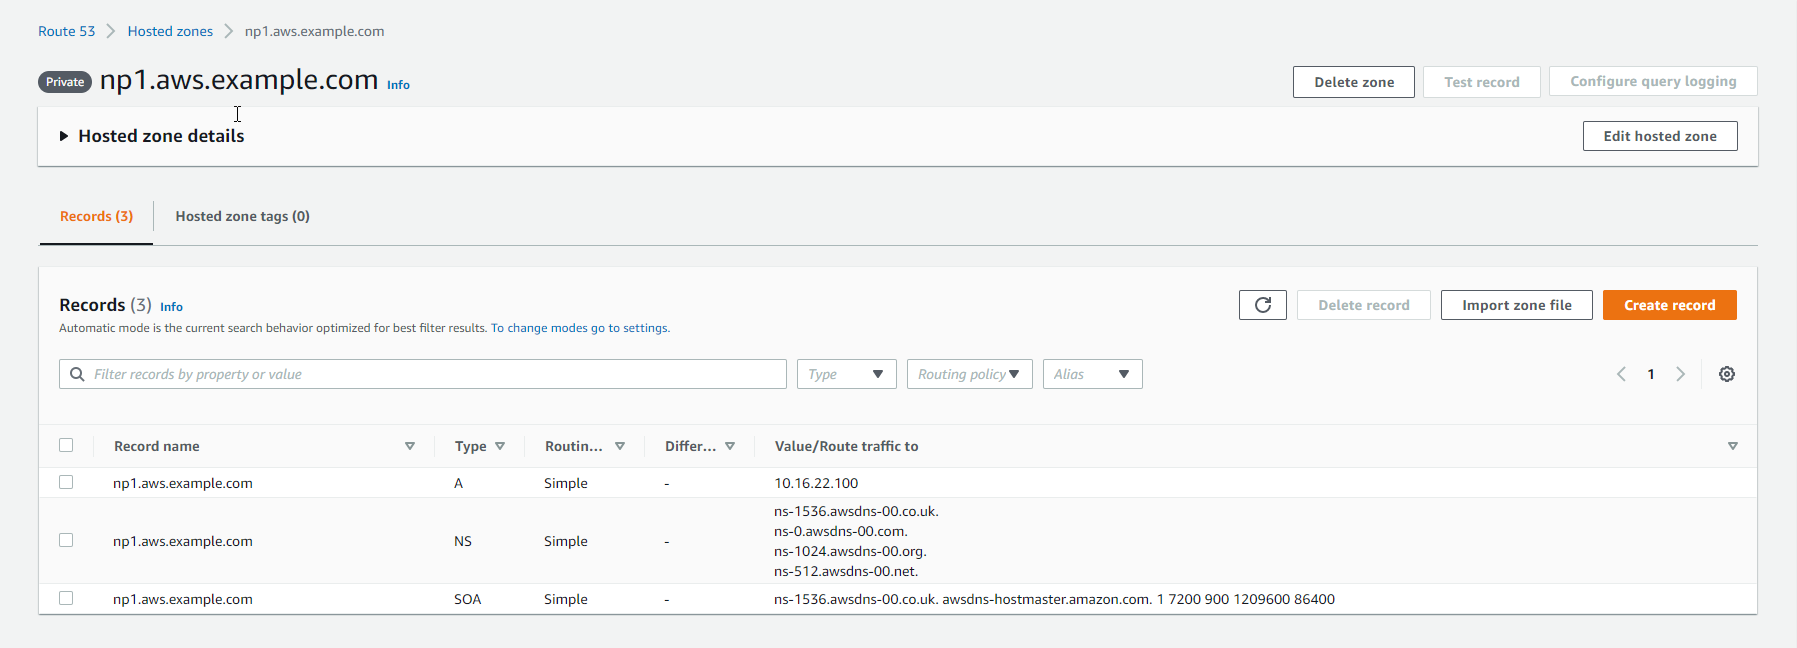 Route 53 Hosted zones np1.aws.example.com
Private np1.aws.example.com Info
Delete zone Test record Configure query logging
Hosted zone details Edit hosted zone
Records (3) Hosted zone tags (0)
Records (3) Info
Delete record Import zone file Create record
Automatic mode is the current search behavior optimized for best filter results. To change modes go to settings.
Filter records by property or value Type Routing policy Alias 1
Record name Type Routin... Differ... Value/Route traffic to
np1.aws.example.com A Simple - 10.16.22.100
np1.aws.example.com NS Simple - ns-1536.awsdns-00.co.uk.
ns-0.awsdns-00.com.
ns-1024.awsdns-00.org.
ns-512.awsdns-00.net.
np1.aws.example.com SOA Simple - ns-1536.awsdns-00.co.uk. awsdns-hostmaster.amazon.com. 1 7200 900 1209600 86400